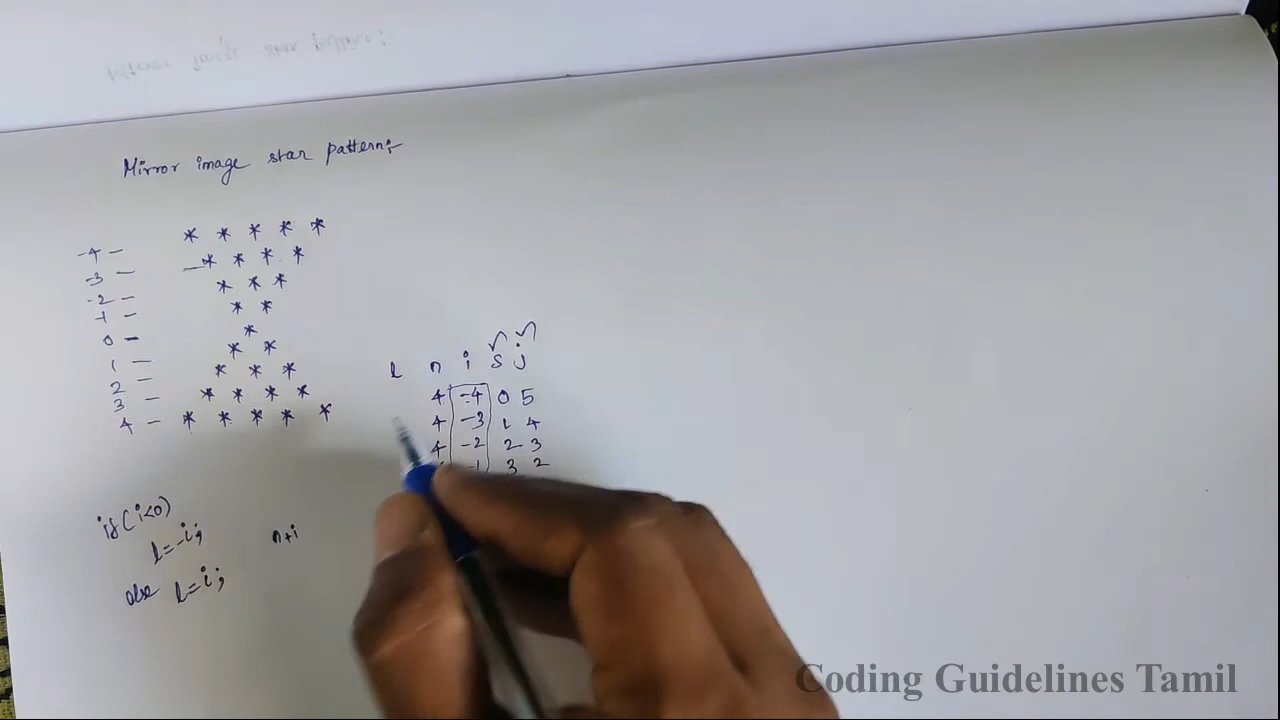 Mirror image star pattern:-
-4 - * * * * *
-3 - - * * * *
-2 - * * *
-1 - * *
0 - *
1 - * *
2 - * * *
3 - * * * *
4 - * * * * *
l n i s j
4 -4 0 5
4 -3 1 4
4 -2 2 3
-1 3 2
if(i<0)
l=-i; n+i
else l=i;
Coding Guidelines Tamil